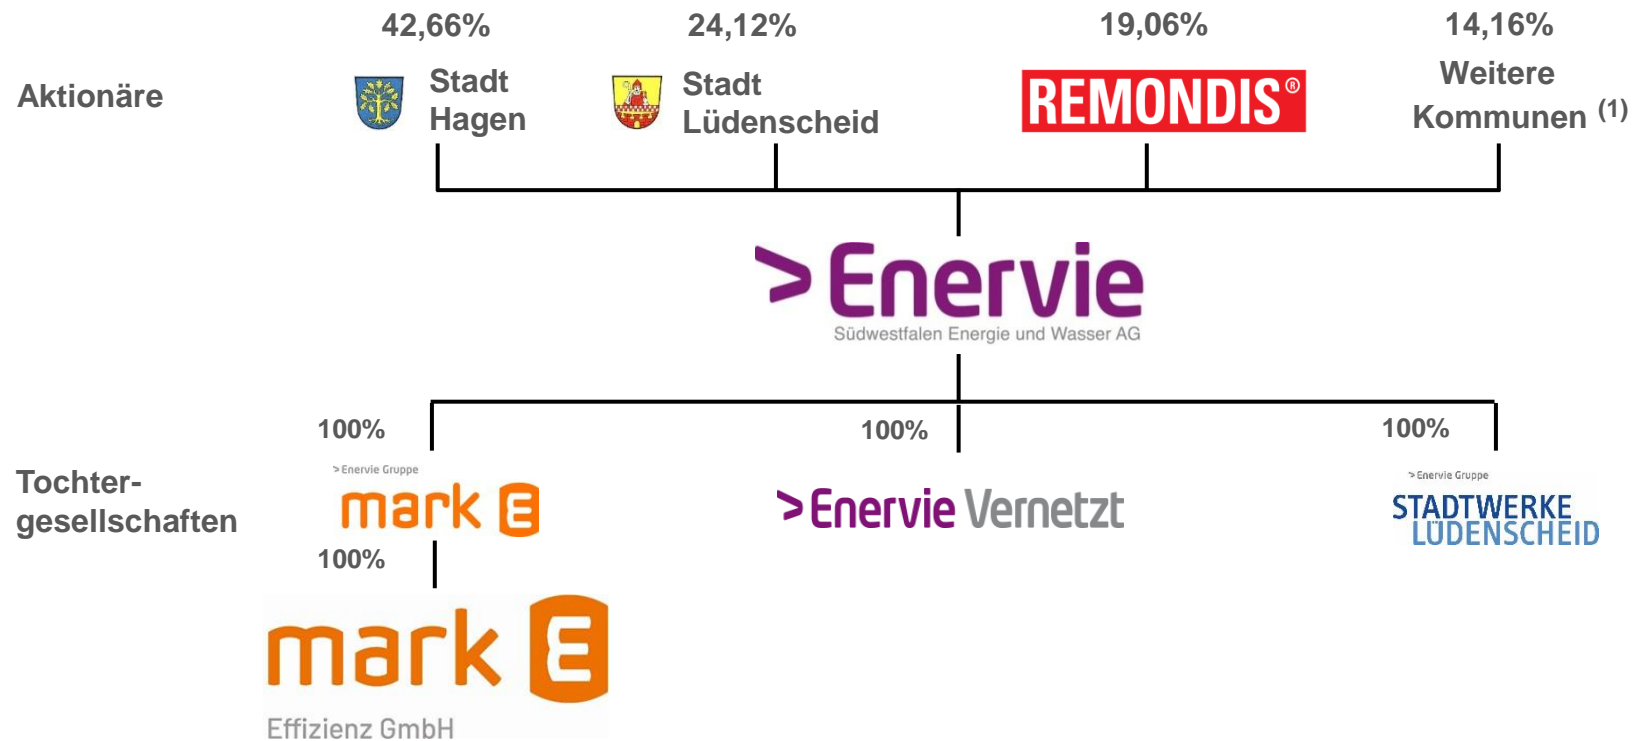 42,66%
24,12%
19,06%
14,16%
Aktionäre
Stadt
Hagen
Stadt
Lüdenscheid
REMONDIS®
Weitere
Kommunen (1)
>Enervie
Südwestfalen Energie und Wasser AG
100%
100%
100%
Tochter-
gesellschaften
>Enervie Gruppe
mark E
>Enervie Vernetzt
>Enervie Gruppe
STADTWERKE
LÜDENSCHEID
100%
mark E
Effizienz GmbH